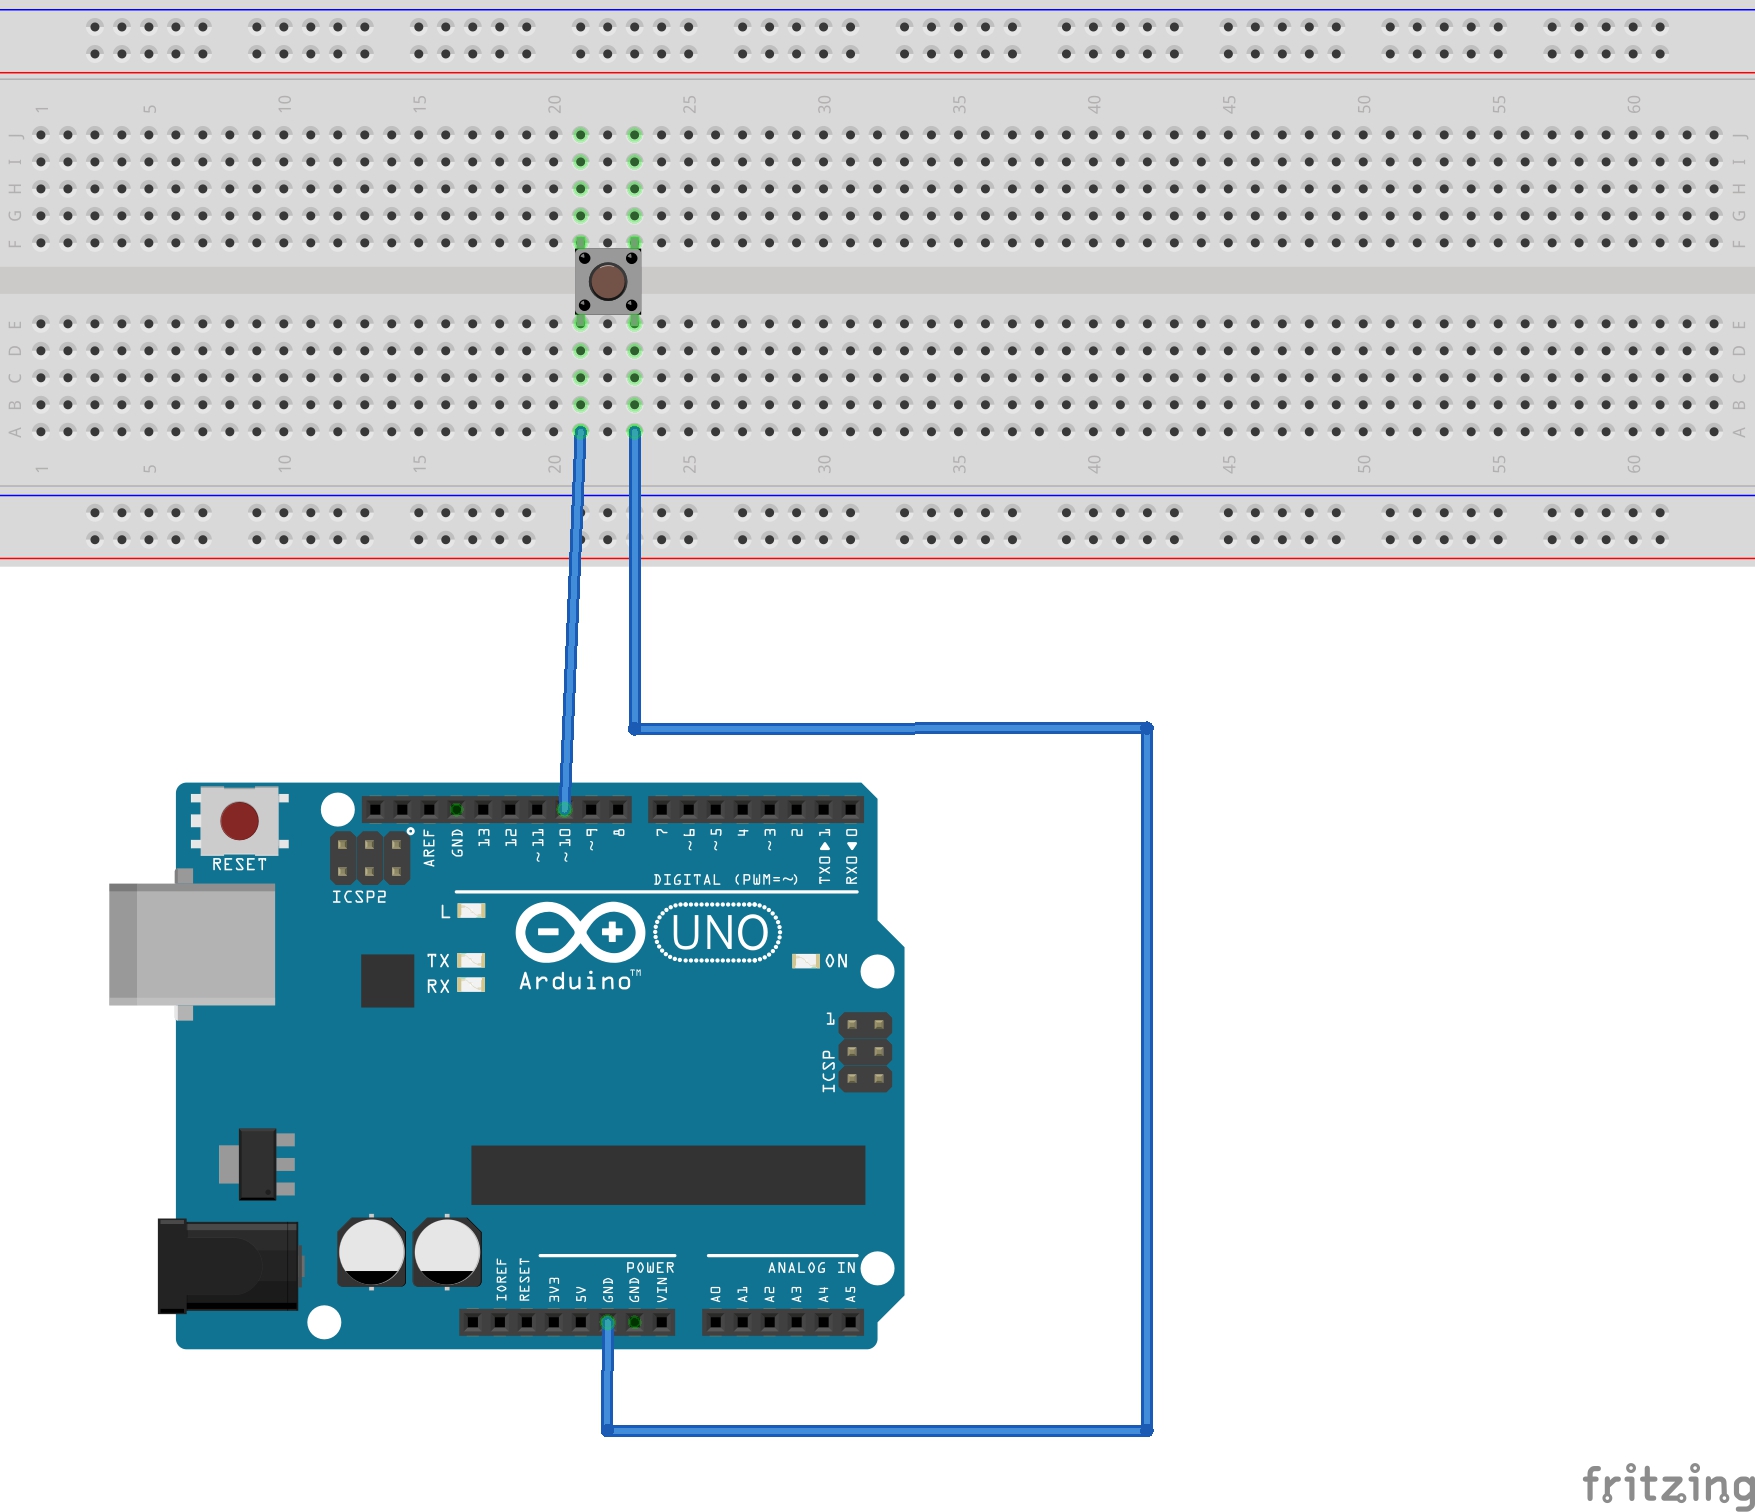 1 5 10 15 20 25 30 35 40 45 50 55 60
J J
I I
H H
G G
F F
E E
D D
C C
B B
A A
1 5 10 15 20 25 30 35 40 45 50 55 60
RESET
ICSP2
AREF
GND
13
12
~11
~10
~9
8
7
~6
~5
4
~3
2
TX0 ▶ 1
RX0 ◀ 0
DIGITAL (PWM=~)
L
TX
RX
UNO
Arduino™
ON
1
ICSP
POWER
ANALOG IN
IOREF
RESET
3V3
5V
GND
GND
VIN
A0
A1
A2
A3
A4
A5
fritzing